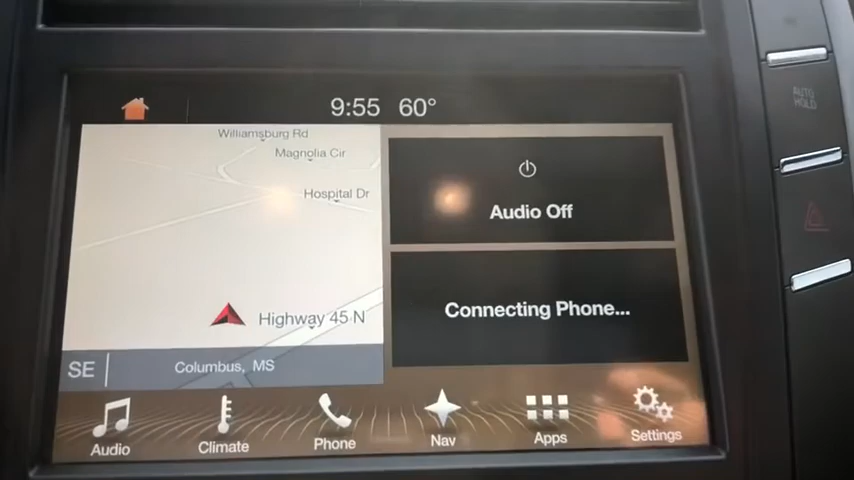 9:55 60°
Williamsburg Rd
Magnolia Cir
Hospital Dr
Highway 45 N
SE
Columbus, MS
Audio Off
Connecting Phone...
Audio
Climate
Phone
Nav
Apps
Settings
AUTO
HOLD